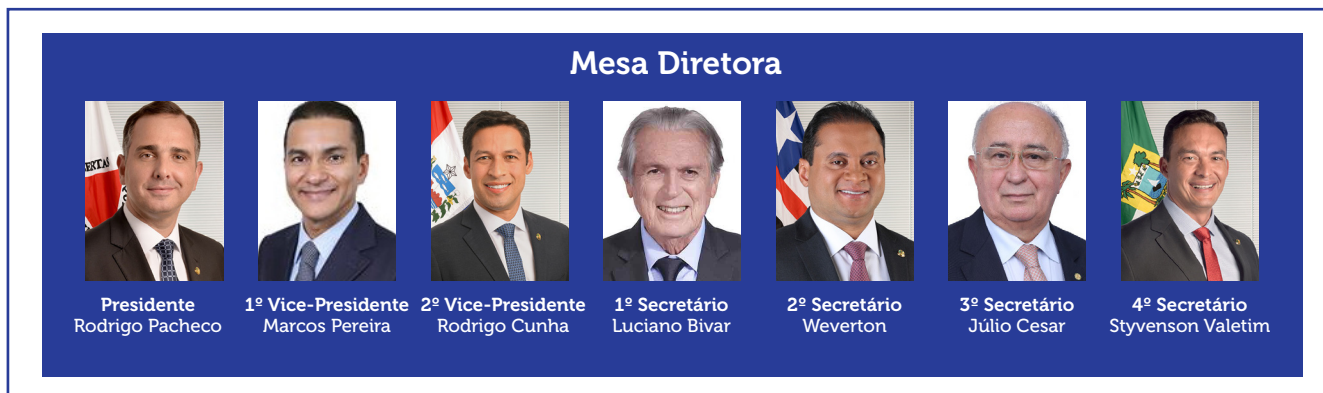 Mesa Diretora
ERTAS
Presidente
Rodrigo Pacheco
1º Vice-Presidente
Marcos Pereira
2º Vice-Presidente
Rodrigo Cunha
1º Secretário
Luciano Bivar
2º Secretário
Weverton
3º Secretário
Júlio Cesar
4º Secretário
Styvenson Valetim